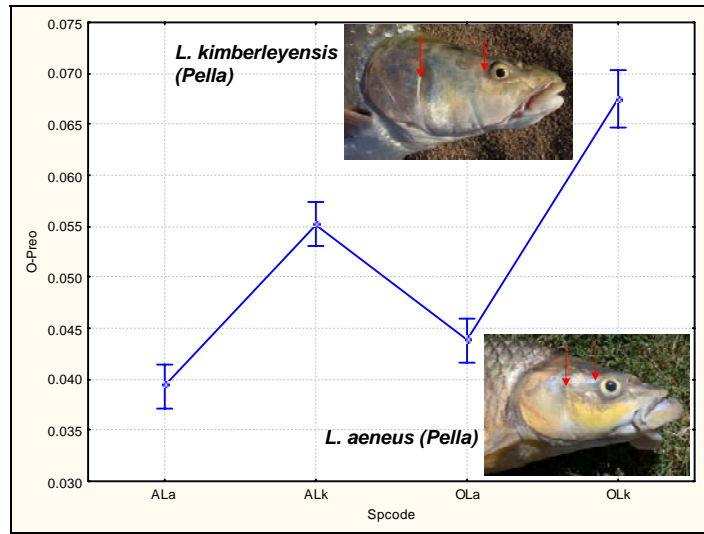 0.075
0.070
0.065
0.060
0.055
0.050
0.045
0.040
0.035
0.030
O-Preo
L. kimberleyensis
(Pella)
L. aeneus (Pella)
ALa ALk OLa OLk
Spcode